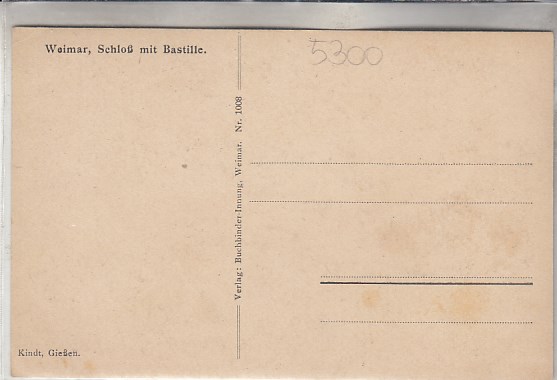 Weimar, Schloß mit Bastille.
5300
Verlag: Buchbinder-Innung, Weimar. Nr. 1008
Kindt, Gießen.